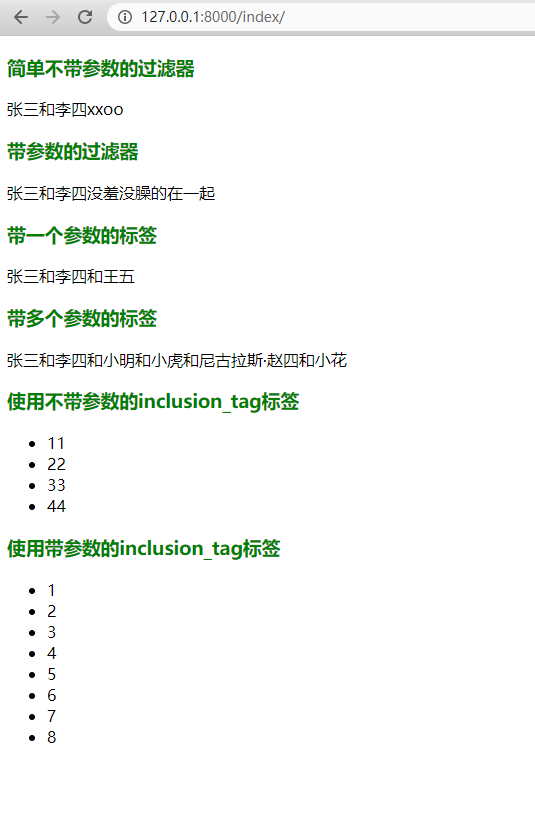 127.0.0.1:8000/index/
简单不带参数的过滤器
张三和李四xxoo
带参数的过滤器
张三和李四没羞没臊的在一起
带一个参数的标签
张三和李四和王五
带多个参数的标签
张三和李四和小明和小虎和尼古拉斯·赵四和小花
使用不带参数的inclusion_tag标签
11
22
33
44
使用带参数的inclusion_tag标签
1
2
3
4
5
6
7
8